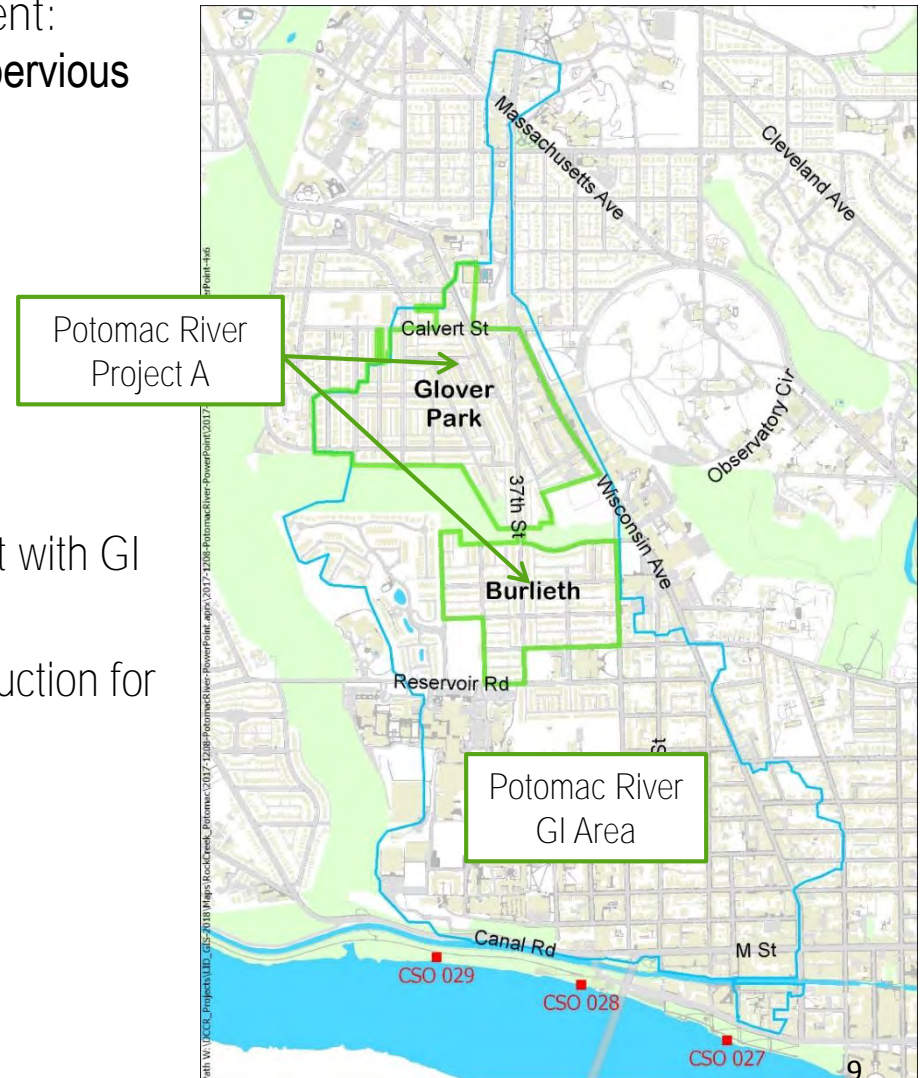 ent:
pervious
t with GI
uction for
Potomac River
Project A
Massachusetts Ave
Cleveland Ave
Calvert St
Glover
Park
Observatory Cir
37th St
Wisconsin Ave
Burlieth
Reservoir Rd
St
Potomac River
GI Area
Canal Rd
M St
CSO 029
CSO 028
CSO 027
9